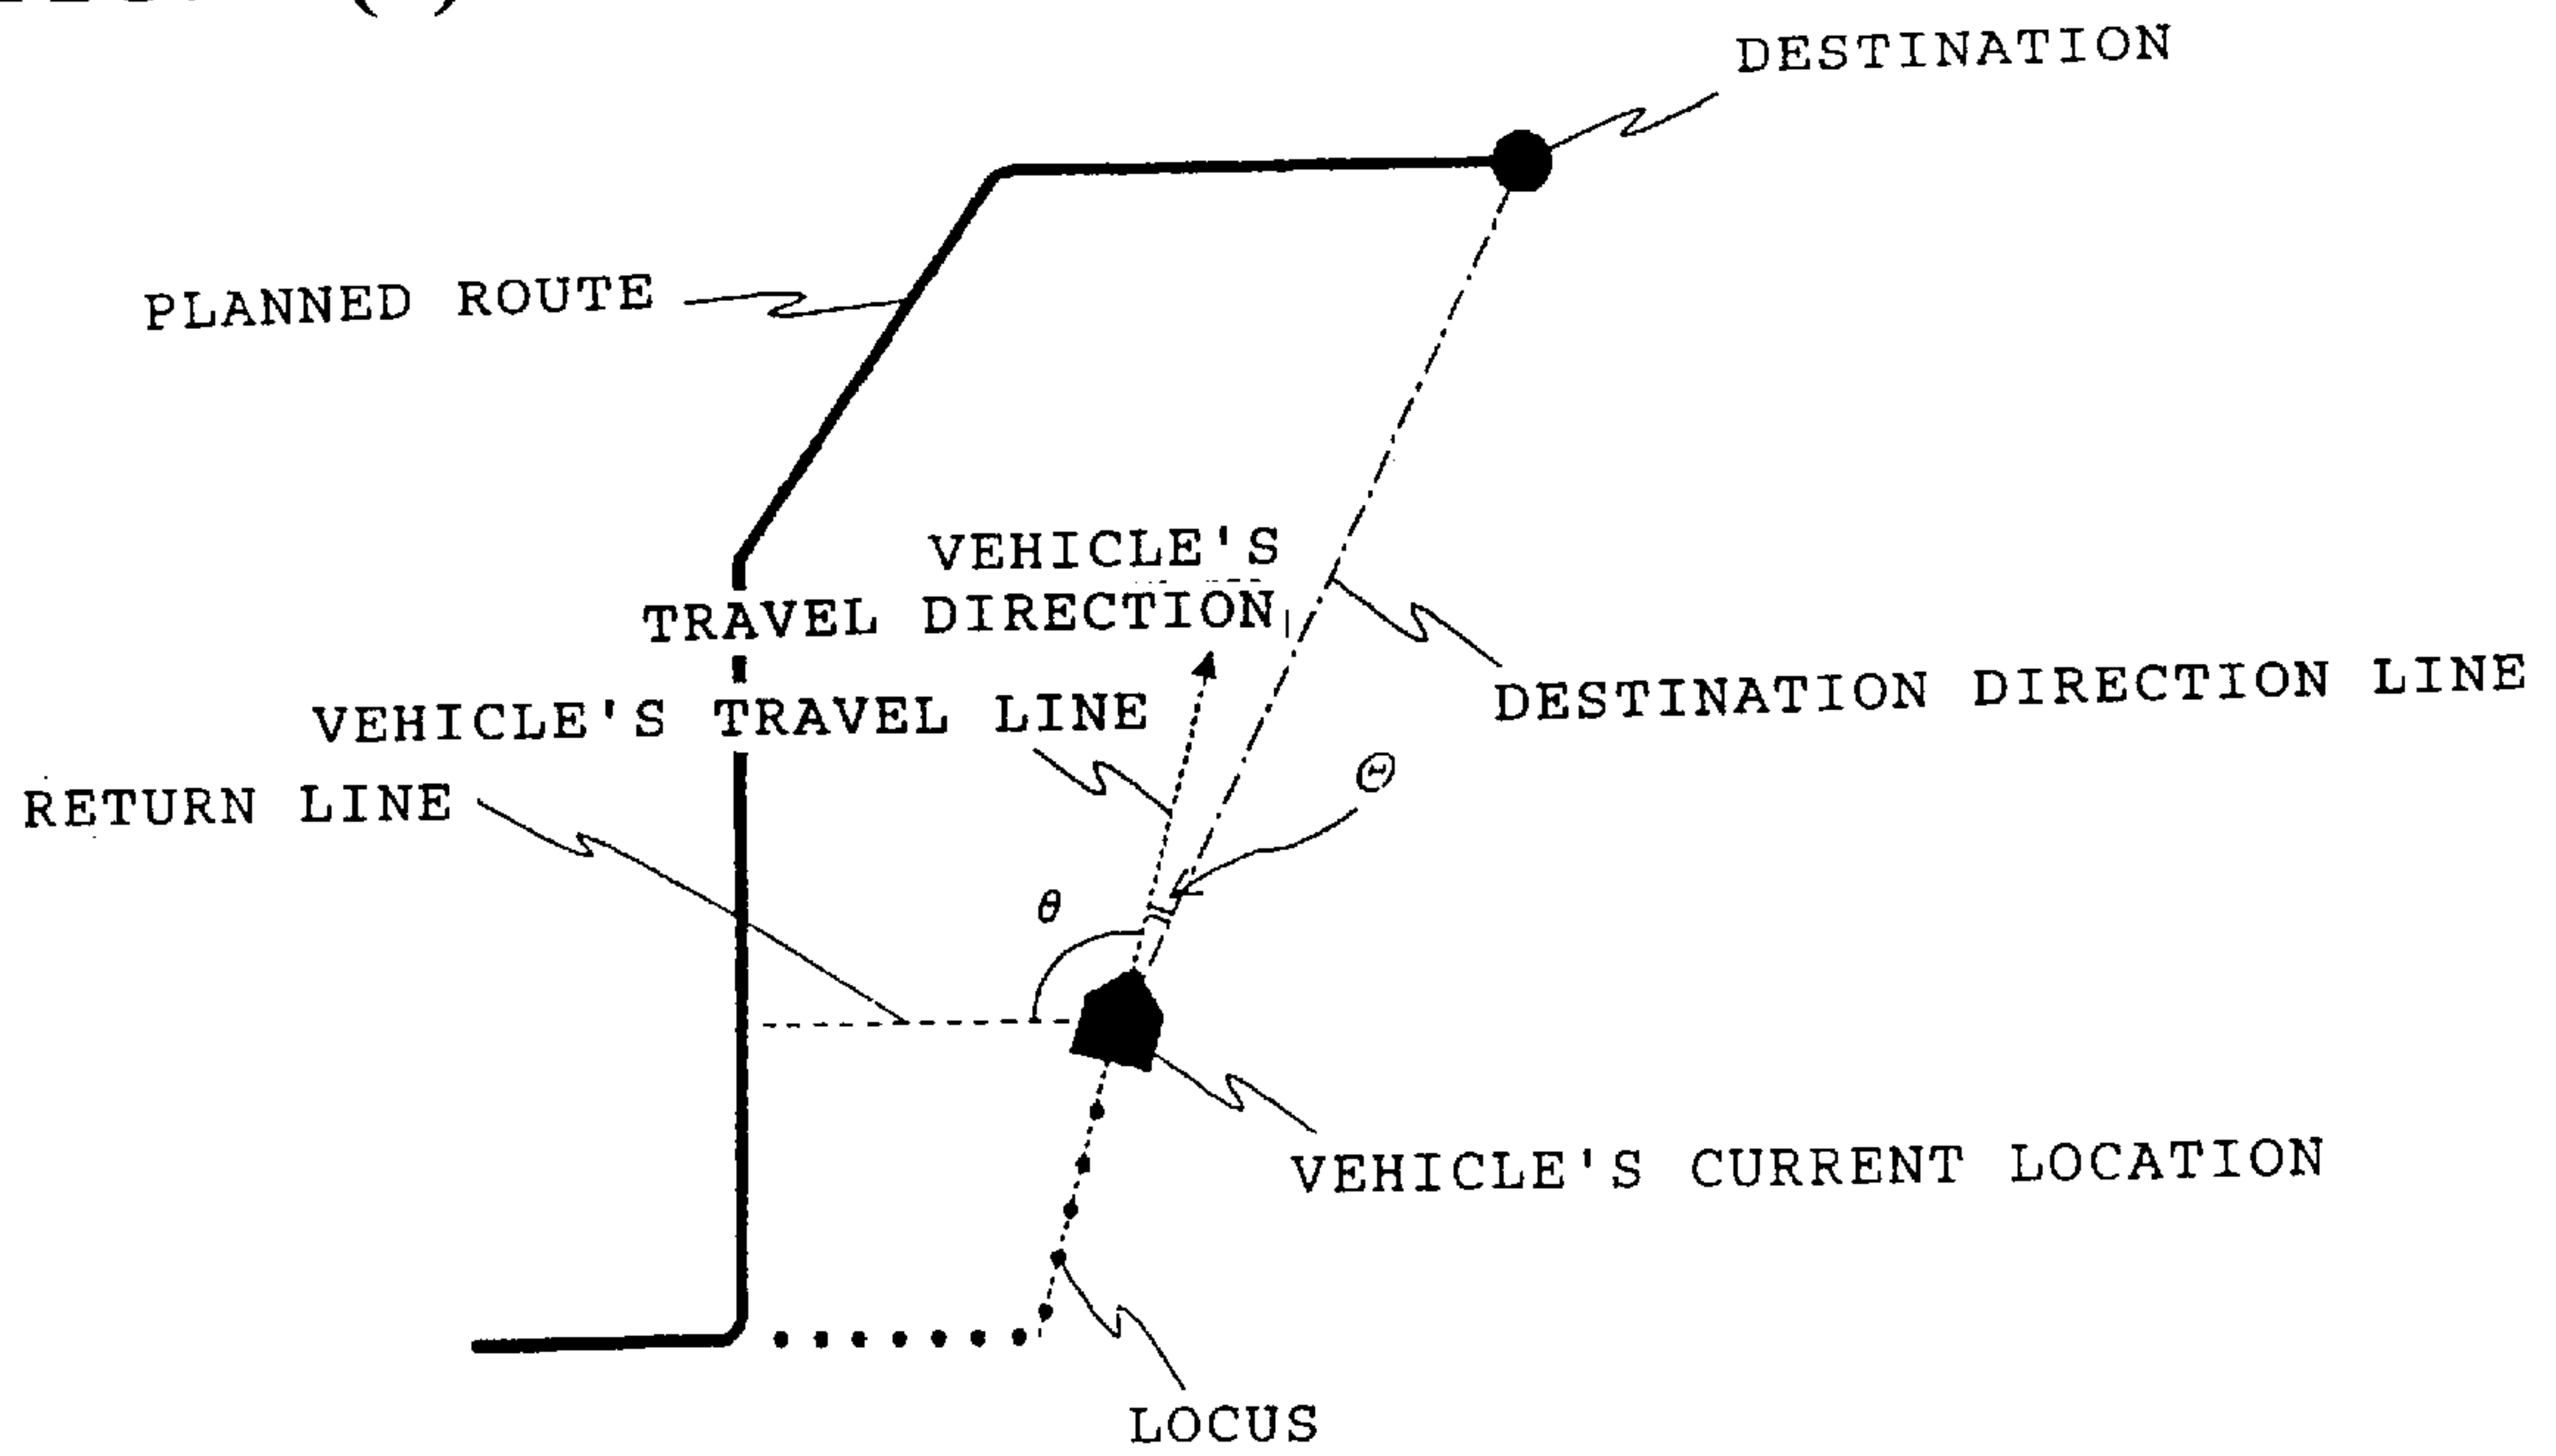 DESTINATION
PLANNED ROUTE
VEHICLE'S
TRAVEL DIRECTION
DESTINATION DIRECTION LINE
VEHICLE'S TRAVEL LINE
Θ
RETURN LINE
θ
VEHICLE'S CURRENT LOCATION
LOCUS